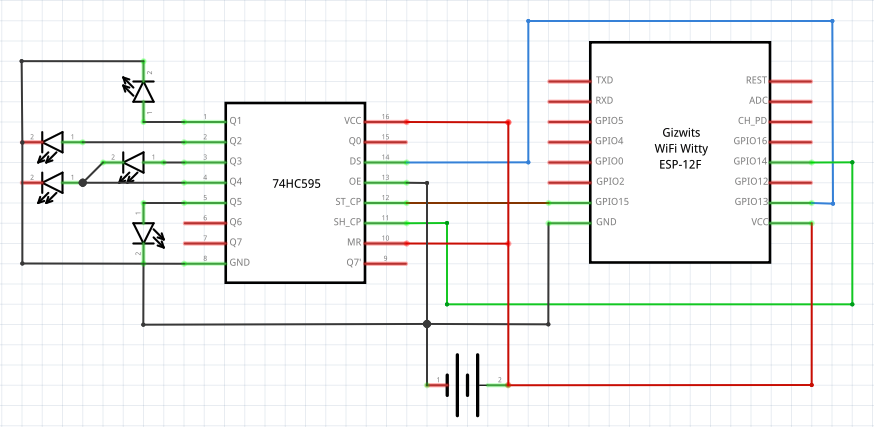 2
1
2 1
2 1
2 1
1
2
1 Q1
2 Q2
3 Q3
4 Q4
5 Q5
6 Q6
7 Q7
8 GND
74HC595
VCC 16
Q0 15
DS 14
OE 13
ST_CP 12
SH_CP 11
MR 10
Q7' 9
1 2
TXD
RXD
GPIO5
GPIO4
GPIO0
GPIO2
GPIO15
GND
Gizwits
WiFi Witty
ESP-12F
REST
ADC
CH_PD
GPIO16
GPIO14
GPIO12
GPIO13
VCC